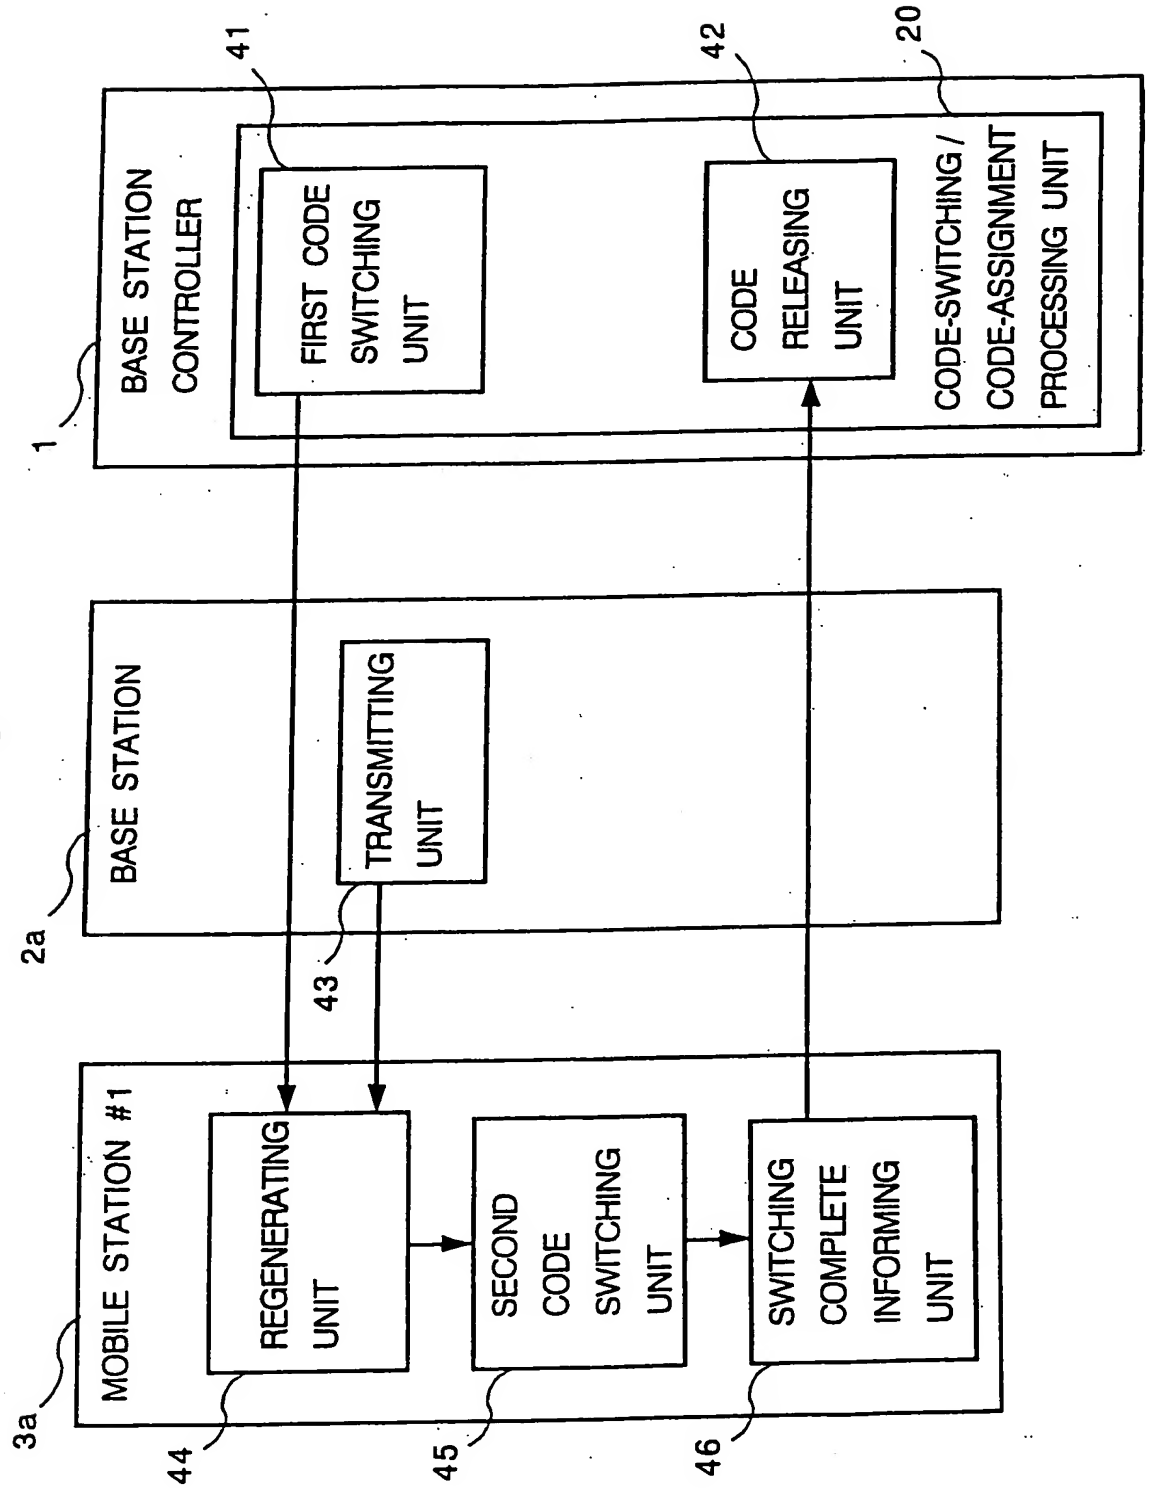 3a
MOBILE STATION #1
44
REGENERATING
UNIT
45
SECOND
CODE
SWITCHING
UNIT
46
SWITCHING
COMPLETE
INFORMING
UNIT
2a
BASE STATION
43
TRANSMITTING
UNIT
1
BASE STATION
CONTROLLER
41
FIRST CODE
SWITCHING
UNIT
42
CODE
RELEASING
UNIT
20
CODE-SWITCHING/
CODE-ASSIGNMENT
PROCESSING UNIT